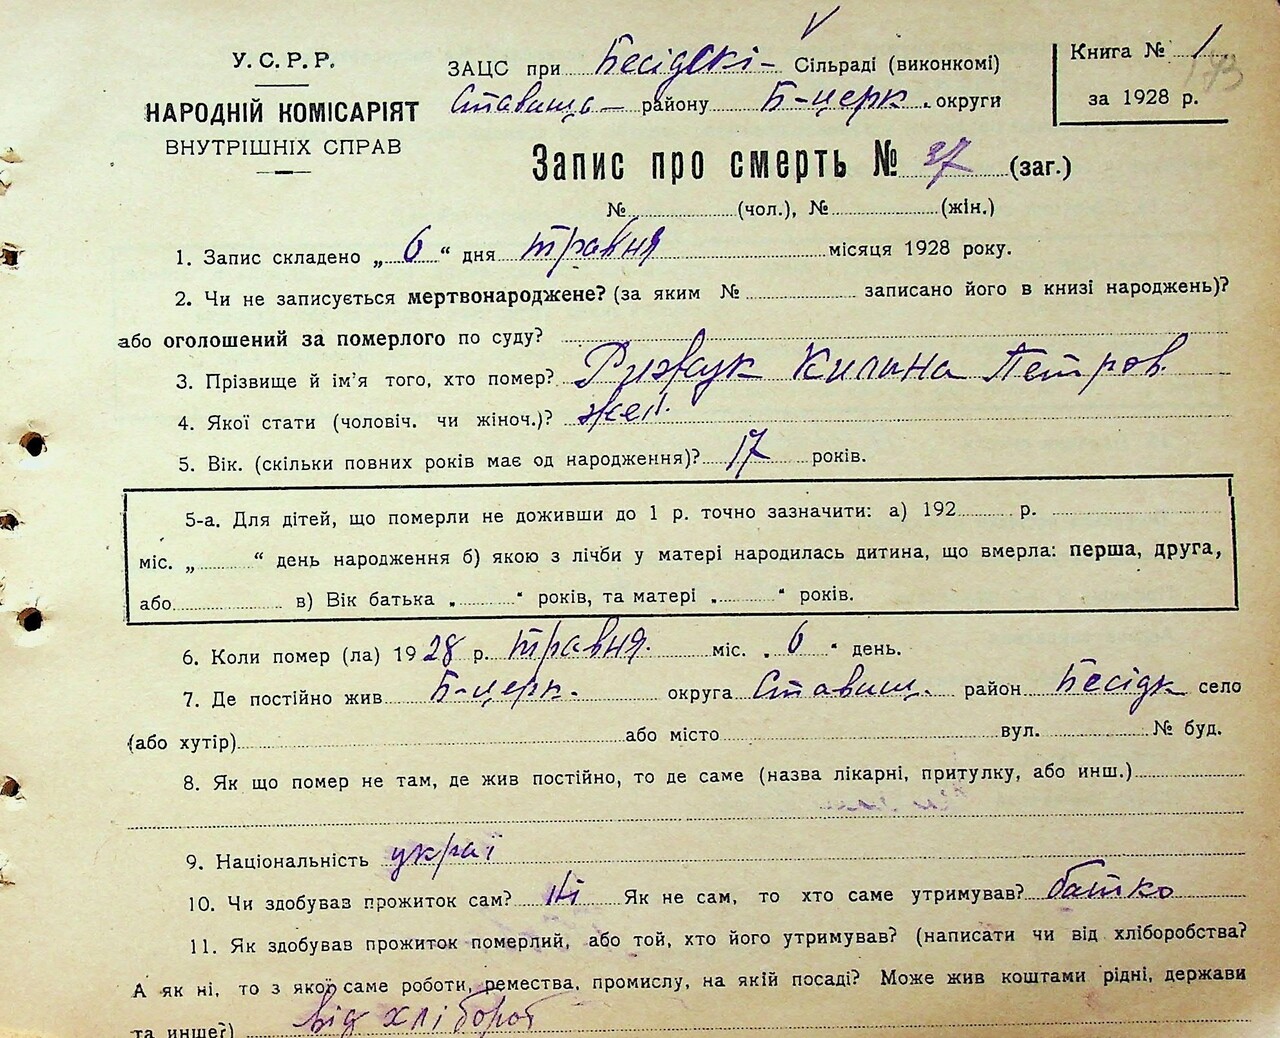 У.С.Р.Р.
НАРОДНІЙ КОМІСАРІЯТ
ВНУТРІШНІХ СПРАВ
ЗАЦС при Бесідскі- Сільраді (виконкомі)
Ставища- району Б-церк. округи
Книга № 1
за 1928 р.
Запис про смерть № 37 (заг.)
№ (чол.), № (жін.)
1. Запис складено „ 6 “ дня травня місяця 1928 року.
2. Чи не записується мертвонароджене? (за яким № записано його в книзі народжень)?
або оголошений за померлого по суду?
3. Прізвище й ім’я того, хто помер? Рижук Килина Петров.
4. Якої стати (чоловіч. чи жіноч.)? жен.
5. Вік. (скільки повних років має од народження)? 17 років.
5-а. Для дітей, що померли не доживши до 1 р. точно зазначити: а) 192 р.
міс. „ “ день народження б) якою з лічби у матері народилась дитина, що вмерла: перша, друга,
або в) Вік батька „ “ років, та матері „ “ років.
6. Коли помер (ла) 1928 р. травня. міс. „ 6 “ день.
7. Де постійно жив Б-церк. округа Ставищ. район Бесідк село
(або хутір) або місто вул. № буд.
8. Як що помер не там, де жив постійно, то де саме (назва лікарні, притулку, або инш.)
9. Національність украї
10. Чи здобував прожиток сам? Ні Як не сам, то хто саме утримував? батко
11. Як здобував прожиток померлий, або той, хто його утримував? (написати чи від хліборобства?
А як ні, то з якої саме роботи, ремества, промислу, на якій посаді? Може жив коштами рідні, держави
та инше?) від хлібороб